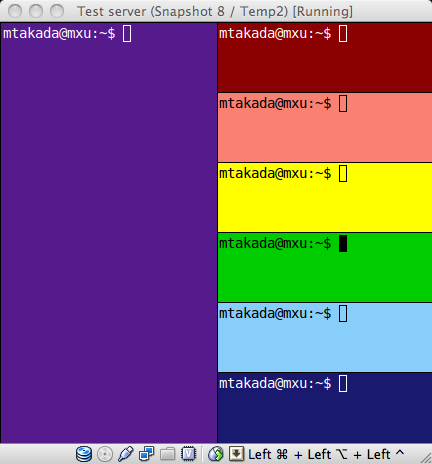 Test server (Snapshot 8 / Temp2) [Running]
mtakada@mxu:~$
mtakada@mxu:~$
mtakada@mxu:~$
mtakada@mxu:~$
mtakada@mxu:~$
mtakada@mxu:~$
mtakada@mxu:~$
Left ⌘ + Left ⌥ + Left ^